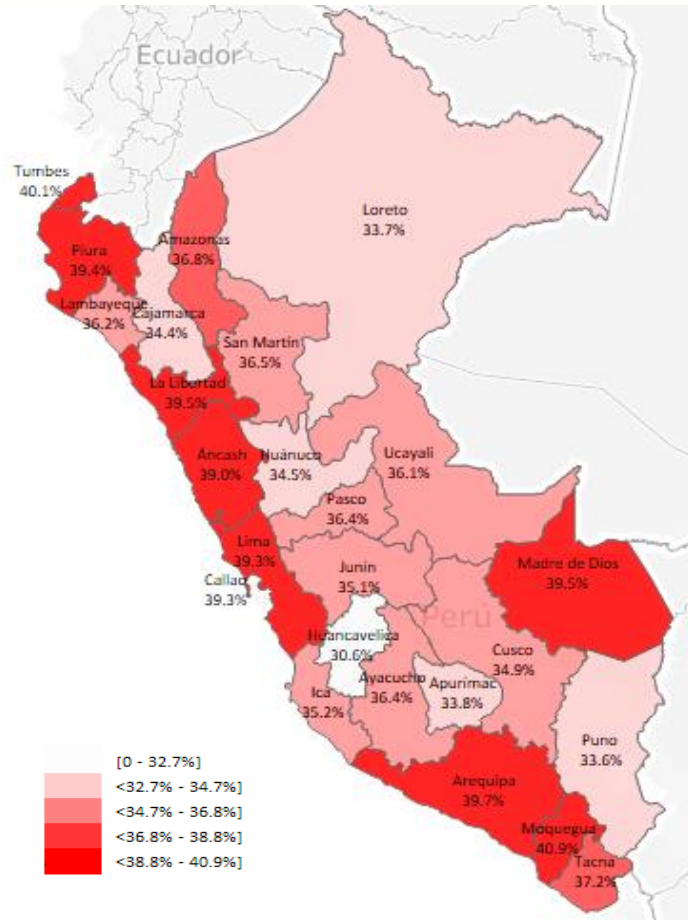 Ecuador
Tumbes
40.1%
Loreto
33.7%
Amazonas
36.8%
Piura
39.4%
Lambayeque
36.2%
Cajamarca
34.4%
San Martín
36.5%
La Libertad
39.5%
Áncash
39.0%
Huánuco
34.5%
Ucayali
36.1%
Pasco
36.4%
Lima
39.3%
Callao
39.3%
Junín
35.1%
Madre de Dios
39.5%
Perú
Huancavelica
30.6%
Cusco
34.9%
Ayacucho
36.4%
Apurímac
33.8%
Ica
35.2%
Puno
33.6%
Arequipa
39.7%
Moquegua
40.9%
Tacna
37.2%
[0 - 32.7%]
<32.7% - 34.7%]
<34.7% - 36.8%]
<36.8% - 38.8%]
<38.8% - 40.9%]